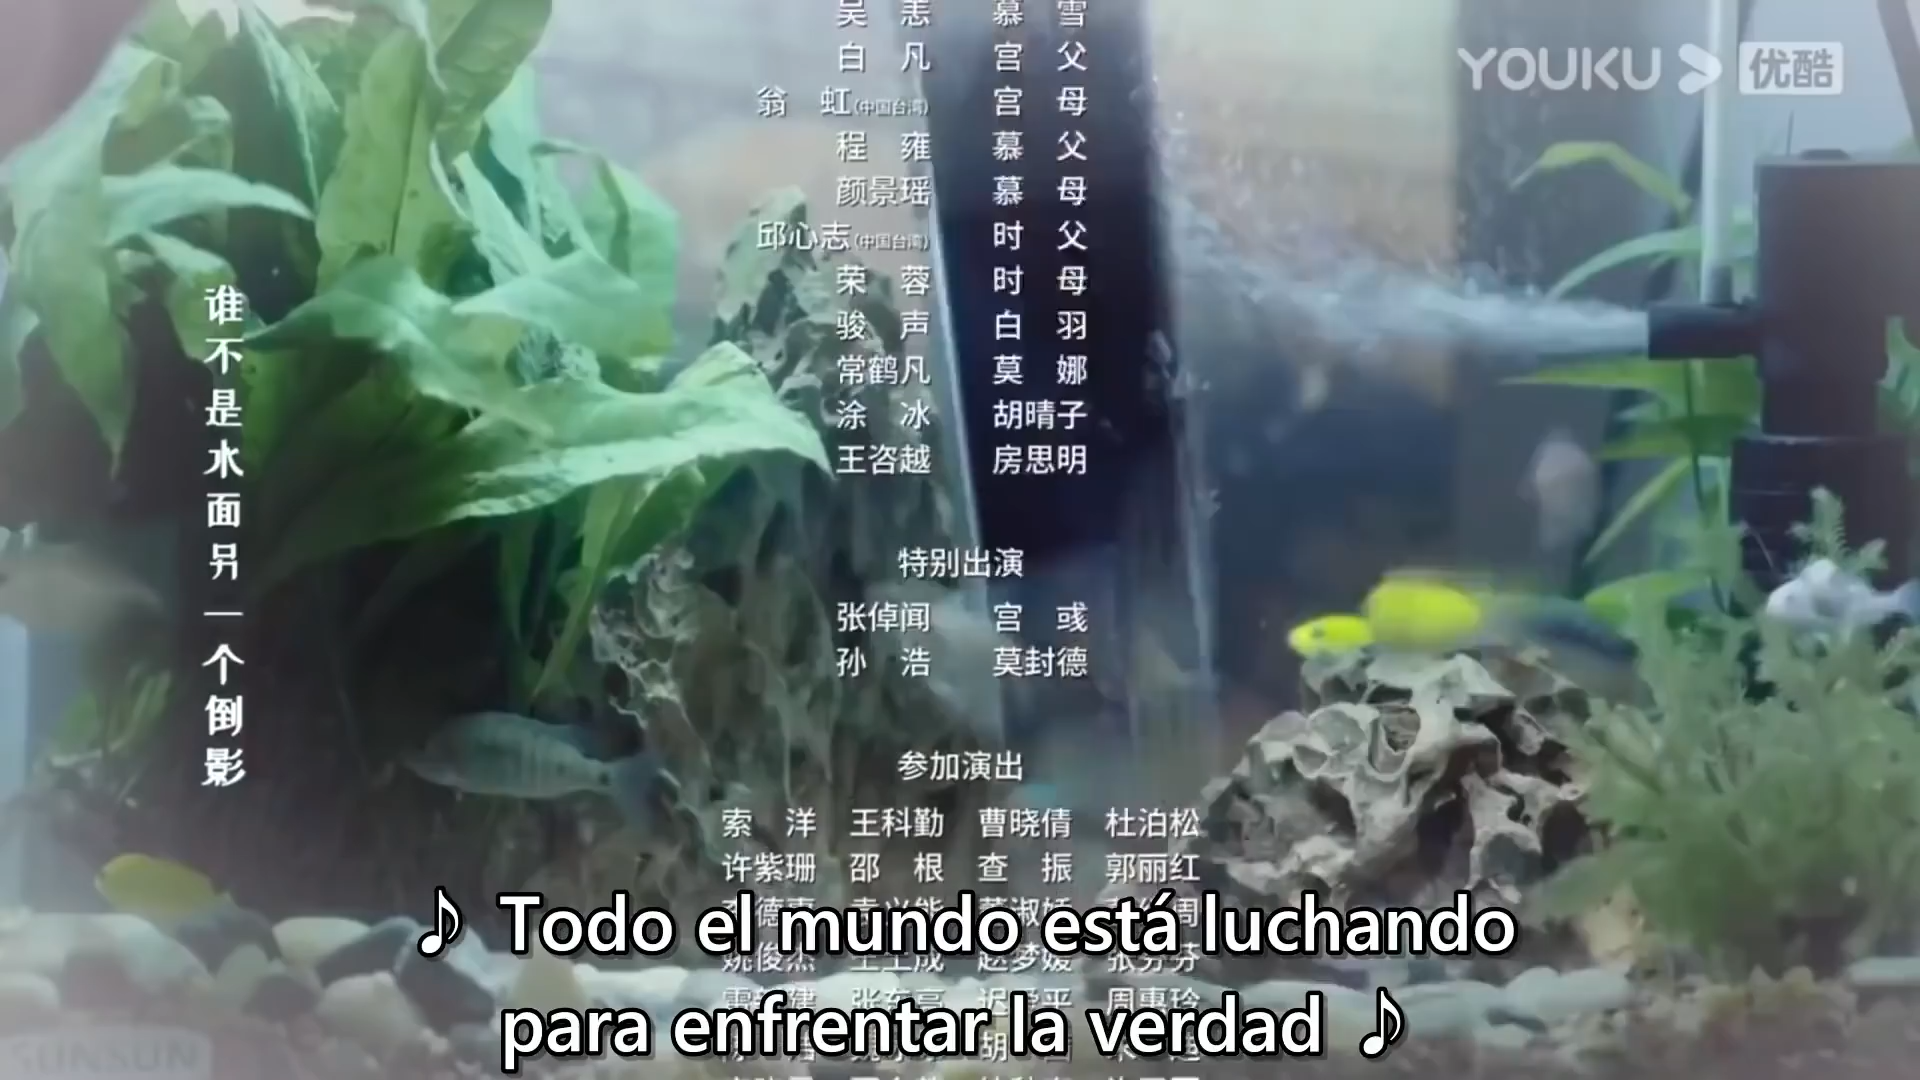 吴 恙 慕 雪
白 凡 宫 父
翁 虹(中国台湾) 宫 母
程 雍 慕 父
颜景瑶 慕 母
邱心志(中国台湾) 时 父
荣 蓉 时 母
骏 声 白 羽
常鹤凡 莫 娜
涂 冰 胡晴子
王咨越 房思明
特别出演
张倬闻 宫 彧
孙 浩 莫封德
参加演出
索 洋 王科勤 曹晓倩 杜泊松
许紫珊 邵 根 查 振 郭丽红
YOUKU 优酷
谁不是水面另一个倒影
♪ Todo el mundo está luchando
para enfrentar la verdad ♪
SUNSUN